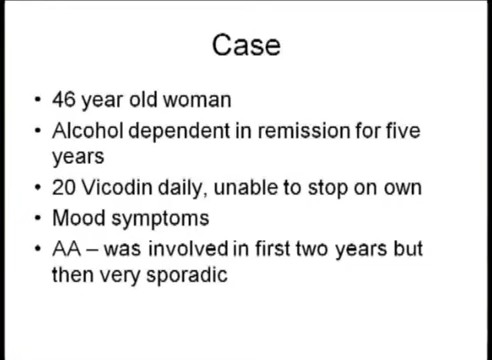 Case
• 46 year old woman
• Alcohol dependent in remission for five
years
• 20 Vicodin daily, unable to stop on own
• Mood symptoms
• AA – was involved in first two years but
then very sporadic